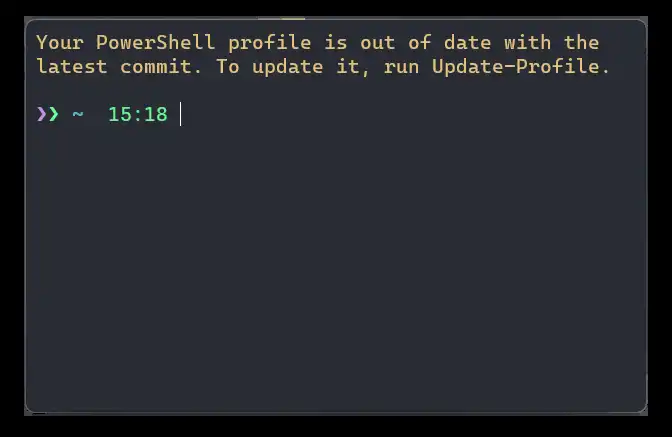 Your PowerShell profile is out of date with the
latest commit. To update it, run Update-Profile.
❯❯ ~ 15:18